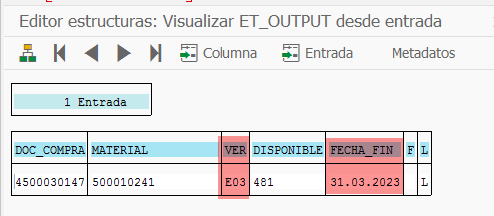 Editor estructuras: Visualizar ET_OUTPUT desde entrada
Columna Entrada Metadatos
1 Entrada
DOC_COMPRA MATERIAL VER DISPONIBLE FECHA_FIN F L
4500030147 500010241 E03 481 31.03.2023 L